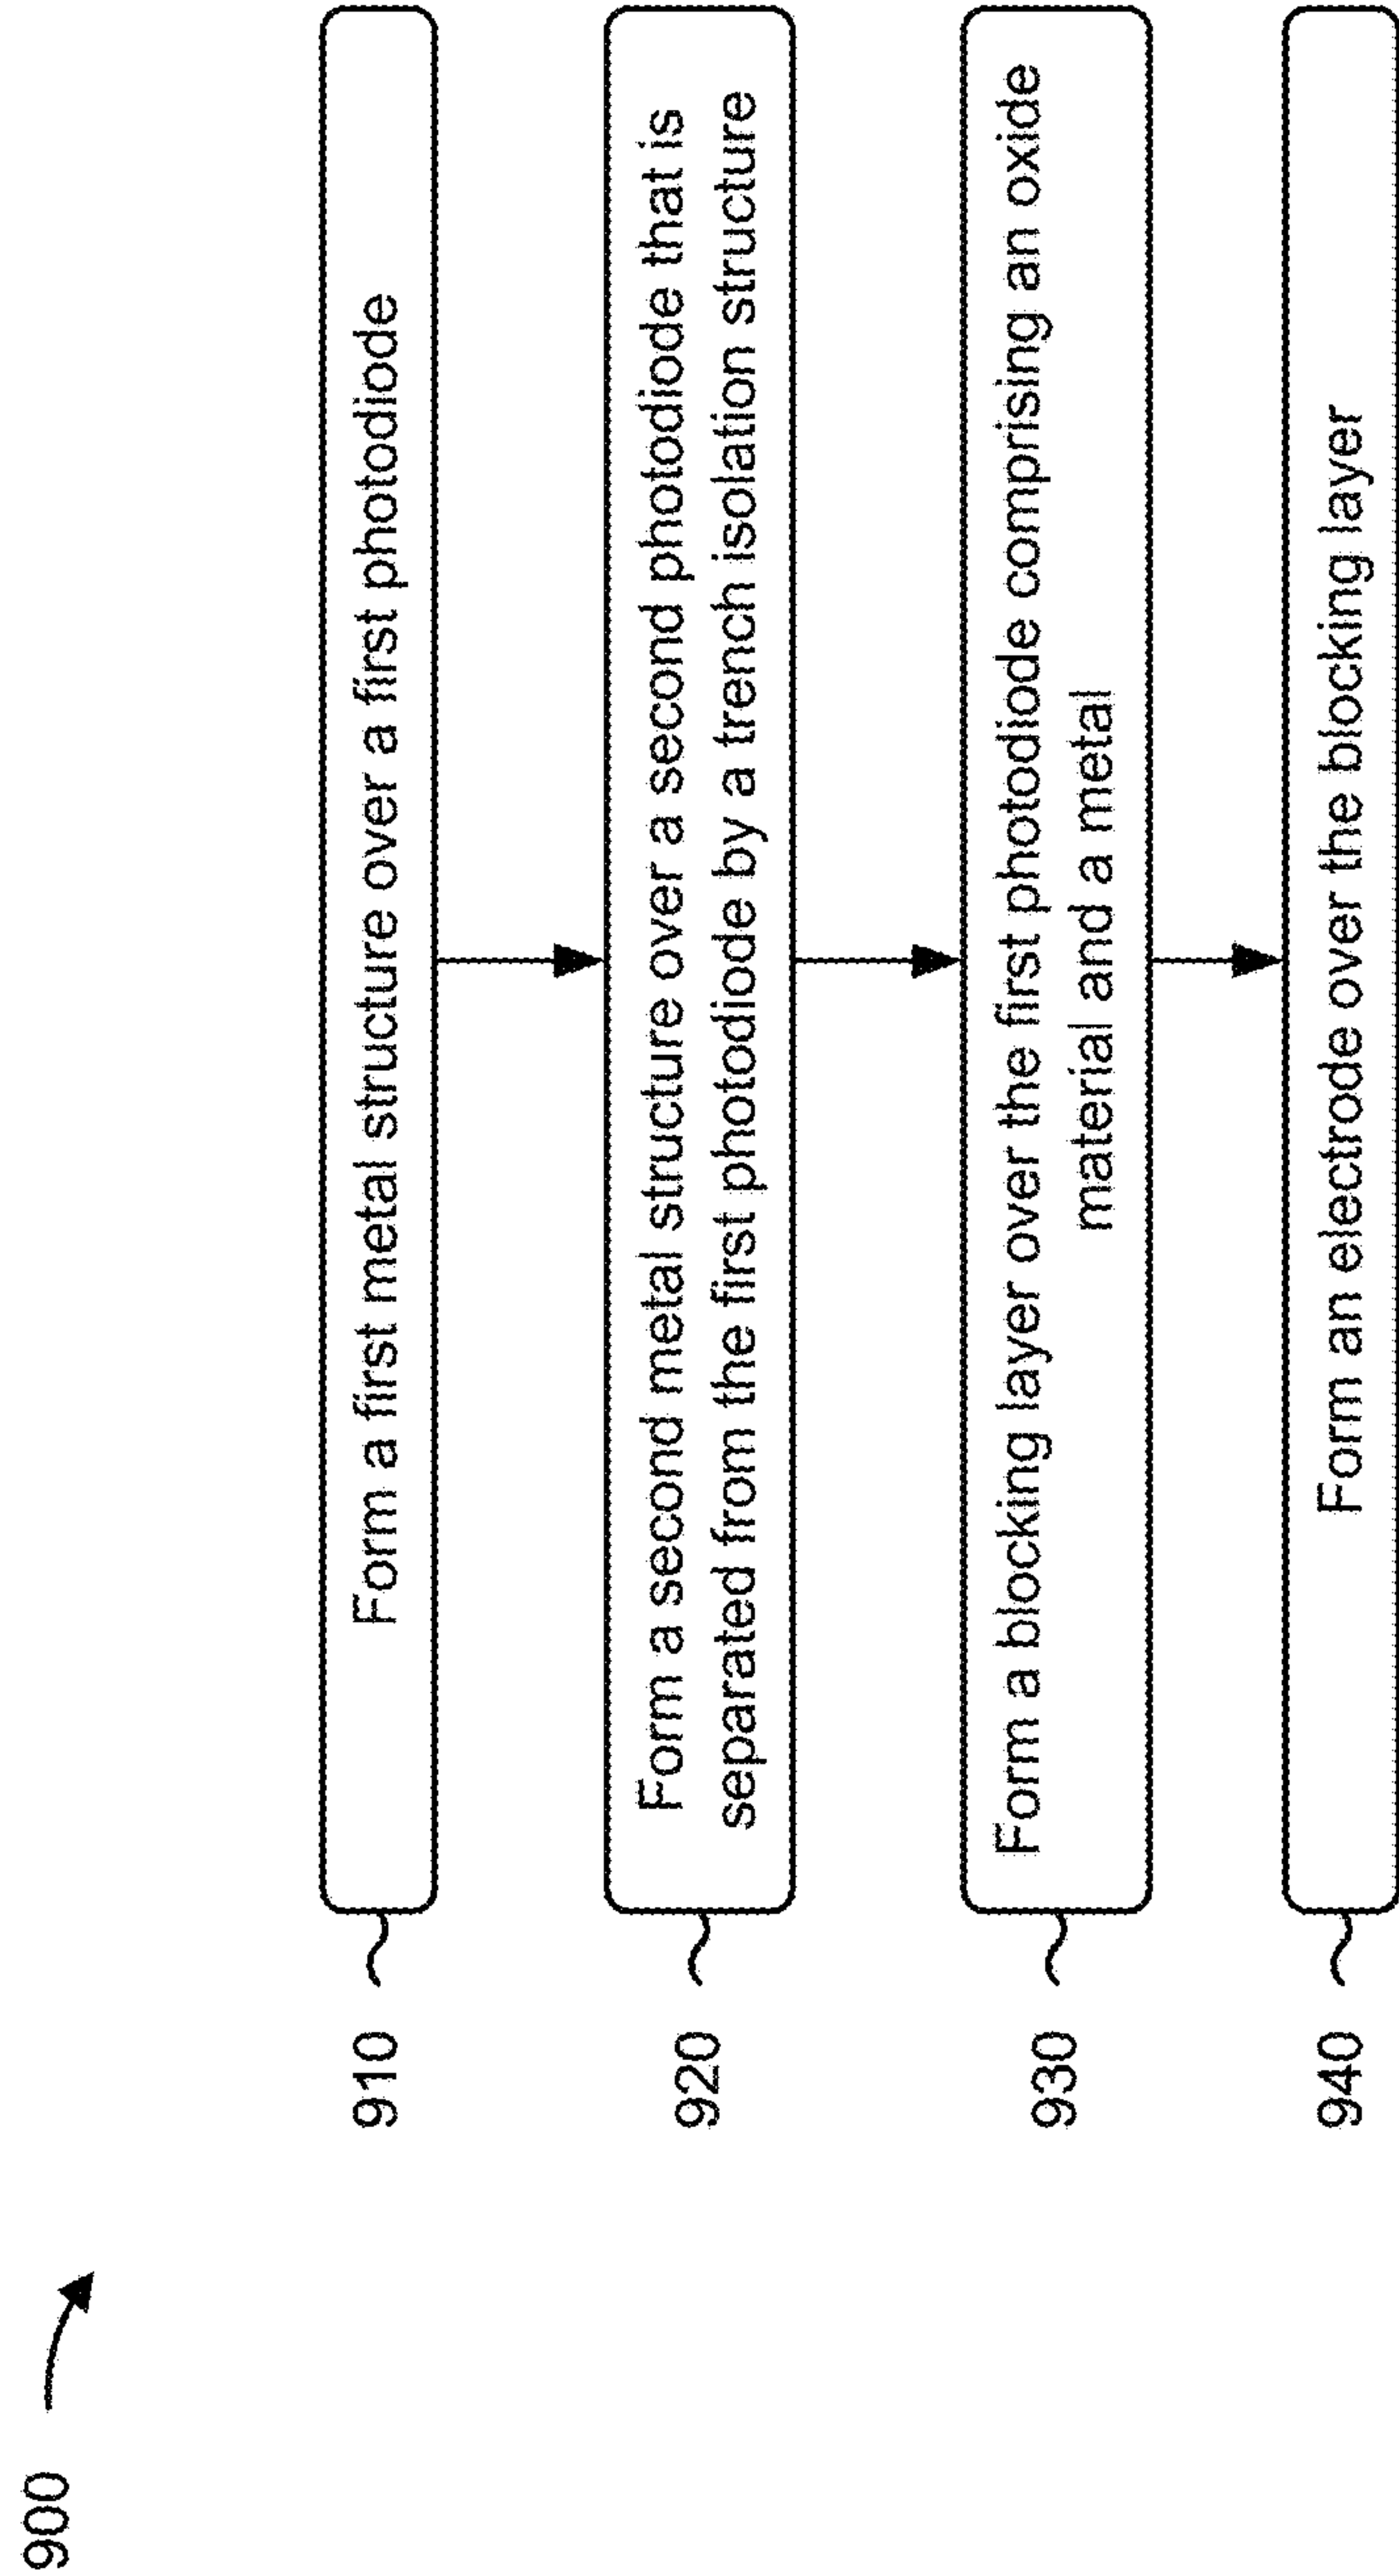 900
910
Form a first metal structure over a first photodiode
920
Form a second metal structure over a second photodiode that is
separated from the first photodiode by a trench isolation structure
930
Form a blocking layer over the first photodiode comprising an oxide
material and a metal
940
Form an electrode over the blocking layer